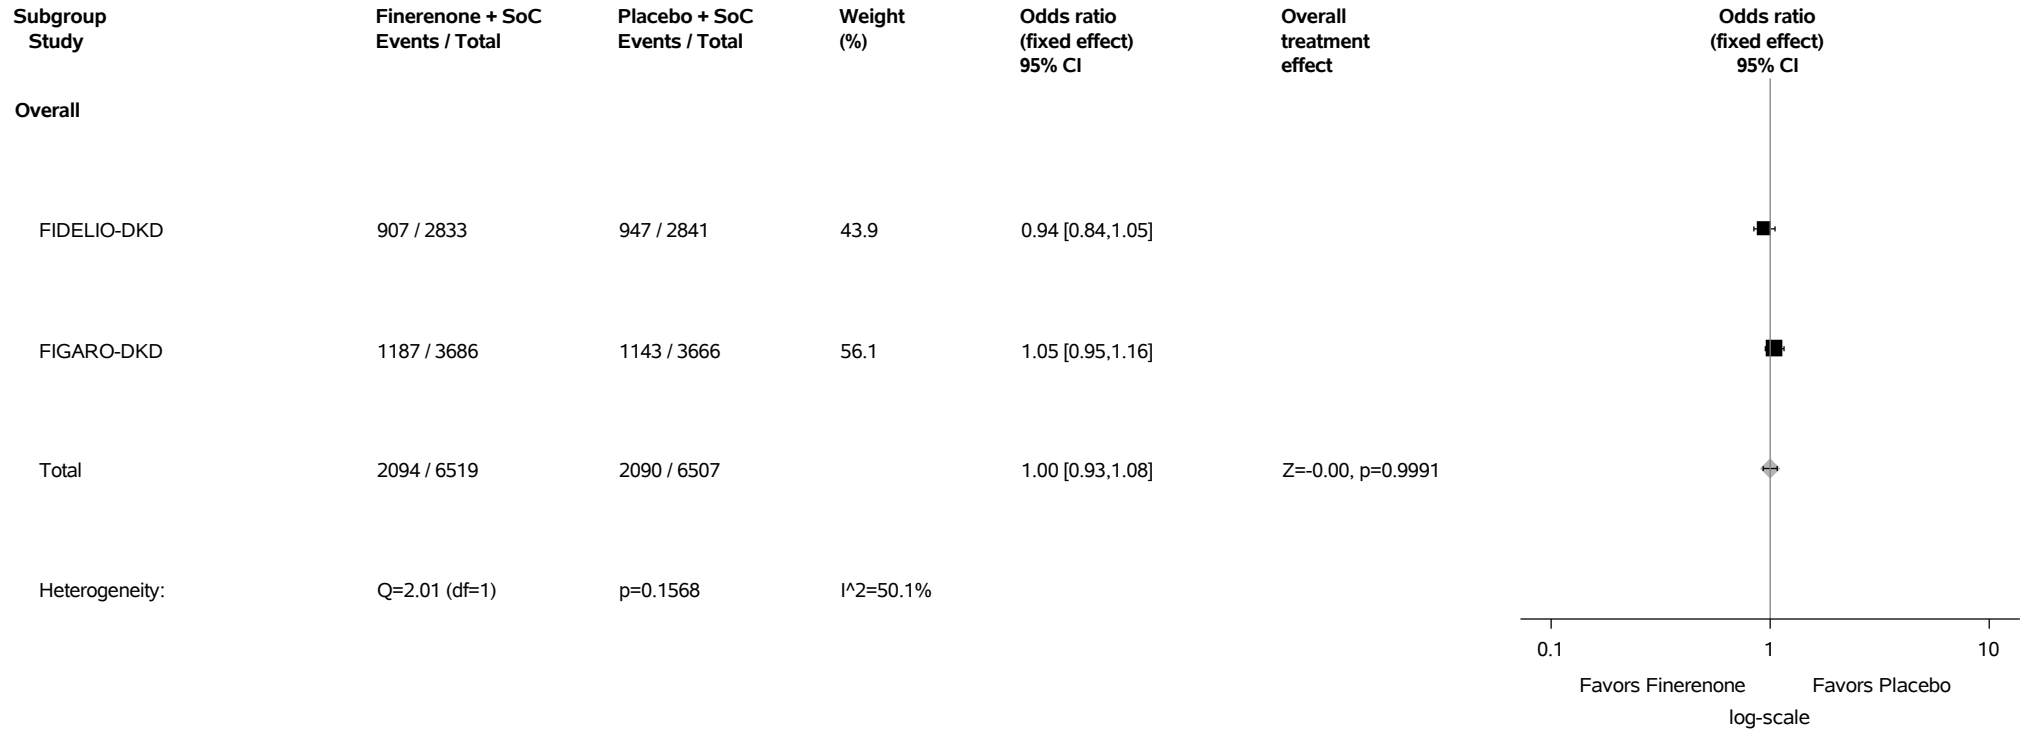 Subgroup Finerenone + SoC Placebo + SoC Weight Odds ratio Overall Odds ratio
Study Events / Total Events / Total (%) (fixed effect) treatment (fixed effect)
95% CI effect 95% CI
Overall
FIDELIO-DKD 907 / 2833 947 / 2841 43.9 0.94 [0.84,1.05]
FIGARO-DKD 1187 / 3686 1143 / 3666 56.1 1.05 [0.95,1.16]
Total 2094 / 6519 2090 / 6507 1.00 [0.93,1.08] Z=-0.00, p=0.9991
Heterogeneity: Q=2.01 (df=1) p=0.1568 I^2=50.1%
0.1 1 10
Favors Finerenone Favors Placebo
log-scale